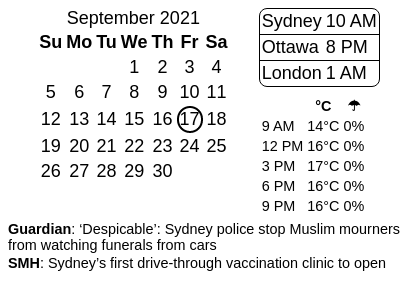 September 2021
Su Mo Tu We Th Fr Sa
1 2 3 4
5 6 7 8 9 10 11
12 13 14 15 16 17 18
19 20 21 22 23 24 25
26 27 28 29 30
Sydney 10 AM
Ottawa 8 PM
London 1 AM
°C ☂
9 AM 14°C 0%
12 PM 16°C 0%
3 PM 17°C 0%
6 PM 16°C 0%
9 PM 16°C 0%
Guardian: ‘Despicable’: Sydney police stop Muslim mourners
from watching funerals from cars
SMH: Sydney’s first drive-through vaccination clinic to open